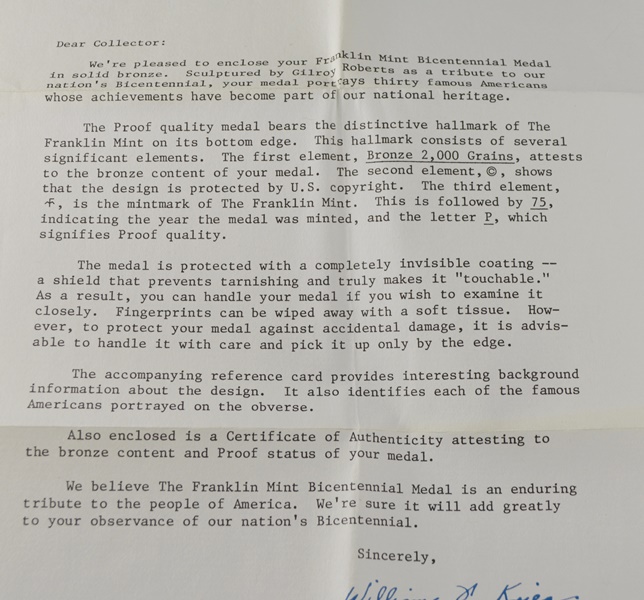 Dear Collector:
We're pleased to enclose your Franklin Mint Bicentennial Medal
in solid bronze. Sculptured by Gilroy Roberts as a tribute to our
nation's Bicentennial, your medal portrays thirty famous Americans
whose achievements have become part of our national heritage.
The Proof quality medal bears the distinctive hallmark of The
Franklin Mint on its bottom edge. This hallmark consists of several
significant elements. The first element, Bronze 2,000 Grains, attests
to the bronze content of your medal. The second element, ©, shows
that the design is protected by U.S. copyright. The third element,
, is the mintmark of The Franklin Mint. This is followed by 75,
indicating the year the medal was minted, and the letter P, which
signifies Proof quality.
The medal is protected with a completely invisible coating --
a shield that prevents tarnishing and truly makes it "touchable."
As a result, you can handle your medal if you wish to examine it
closely. Fingerprints can be wiped away with a soft tissue. How-
ever, to protect your medal against accidental damage, it is advis-
able to handle it with care and pick it up only by the edge.
The accompanying reference card provides interesting background
information about the design. It also identifies each of the famous
Americans portrayed on the obverse.
Also enclosed is a Certificate of Authenticity attesting to
the bronze content and Proof status of your medal.
We believe The Franklin Mint Bicentennial Medal is an enduring
tribute to the people of America. We're sure it will add greatly
to your observance of our nation's Bicentennial.
Sincerely,
William